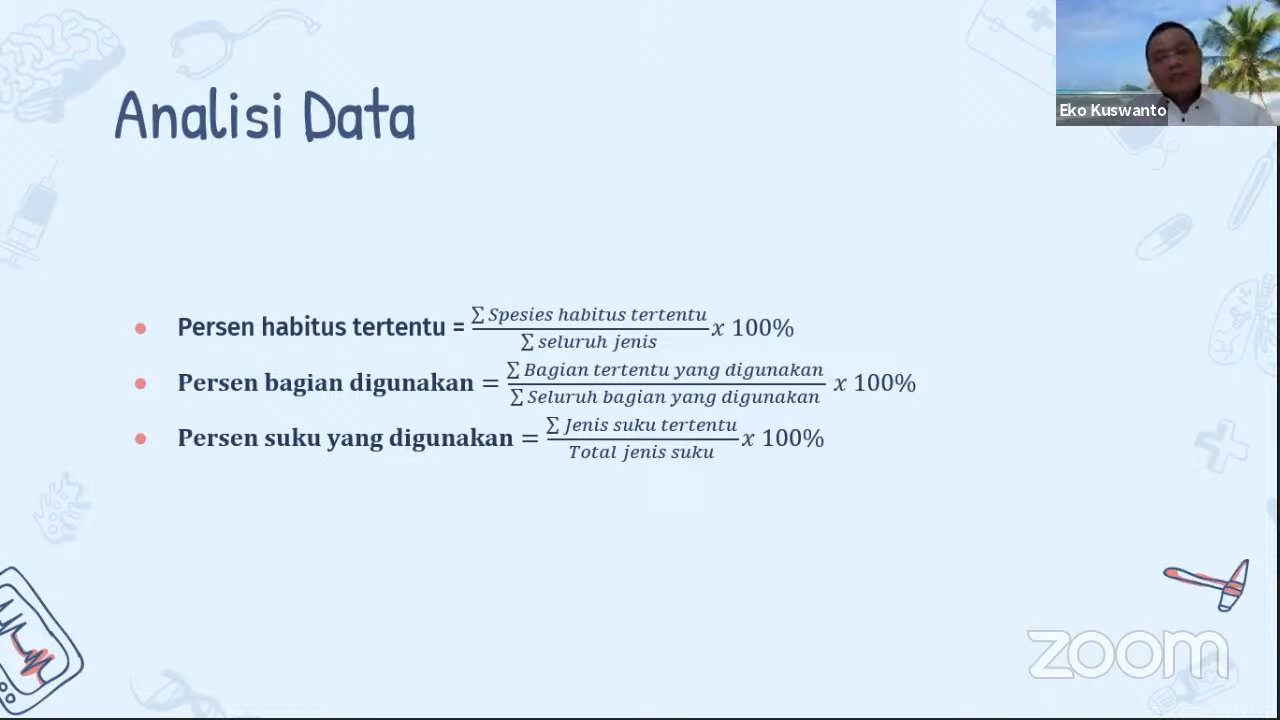 Analisi Data
Eko Kuswanto
Persen habitus tertentu = ∑ Spesies habitus tertentu / ∑ seluruh jenis x 100%
Persen bagian digunakan = ∑ Bagian tertentu yang digunakan / ∑ Seluruh bagian yang digunakan x 100%
Persen suku yang digunakan = ∑ Jenis suku tertentu / Total jenis suku x 100%
zoom